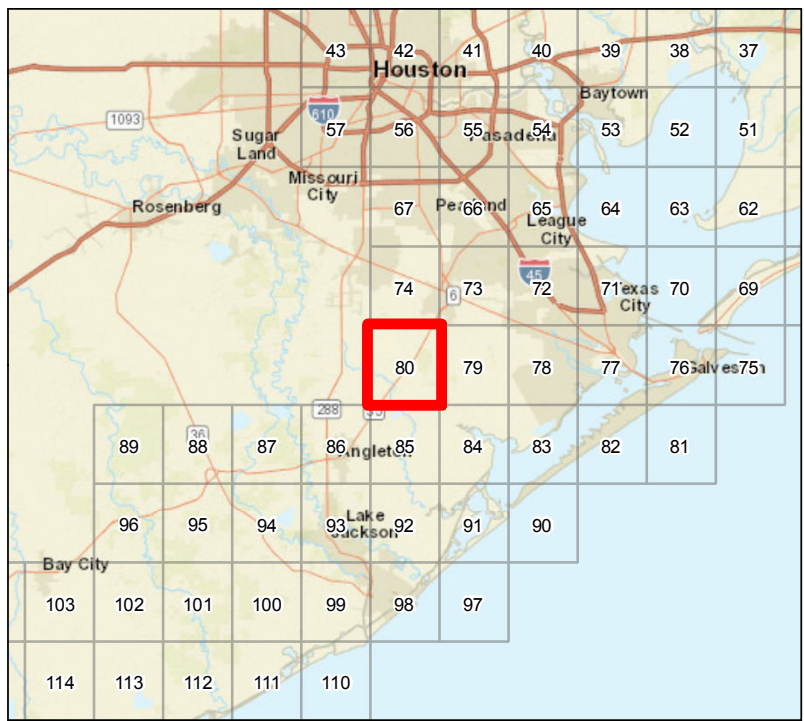 43 42 41 40 39 38 37
Houston
Baytown
1093
610
57 56 55 54 53 52 51
Pasadena
Sugar
Land
Missouri
City
Rosenberg
67 66 65 64 63 62
Pearland
League
City
45
74 6 73 72 71 70 69
Texas
City
80 79 78 77 76 75
Galveston
288
35
36
89 88 87 86 85 84 83 82 81
Angleton
96 95 94 93 92 91 90
Lake
Jackson
Bay City
103 102 101 100 99 98 97
114 113 112 111 110